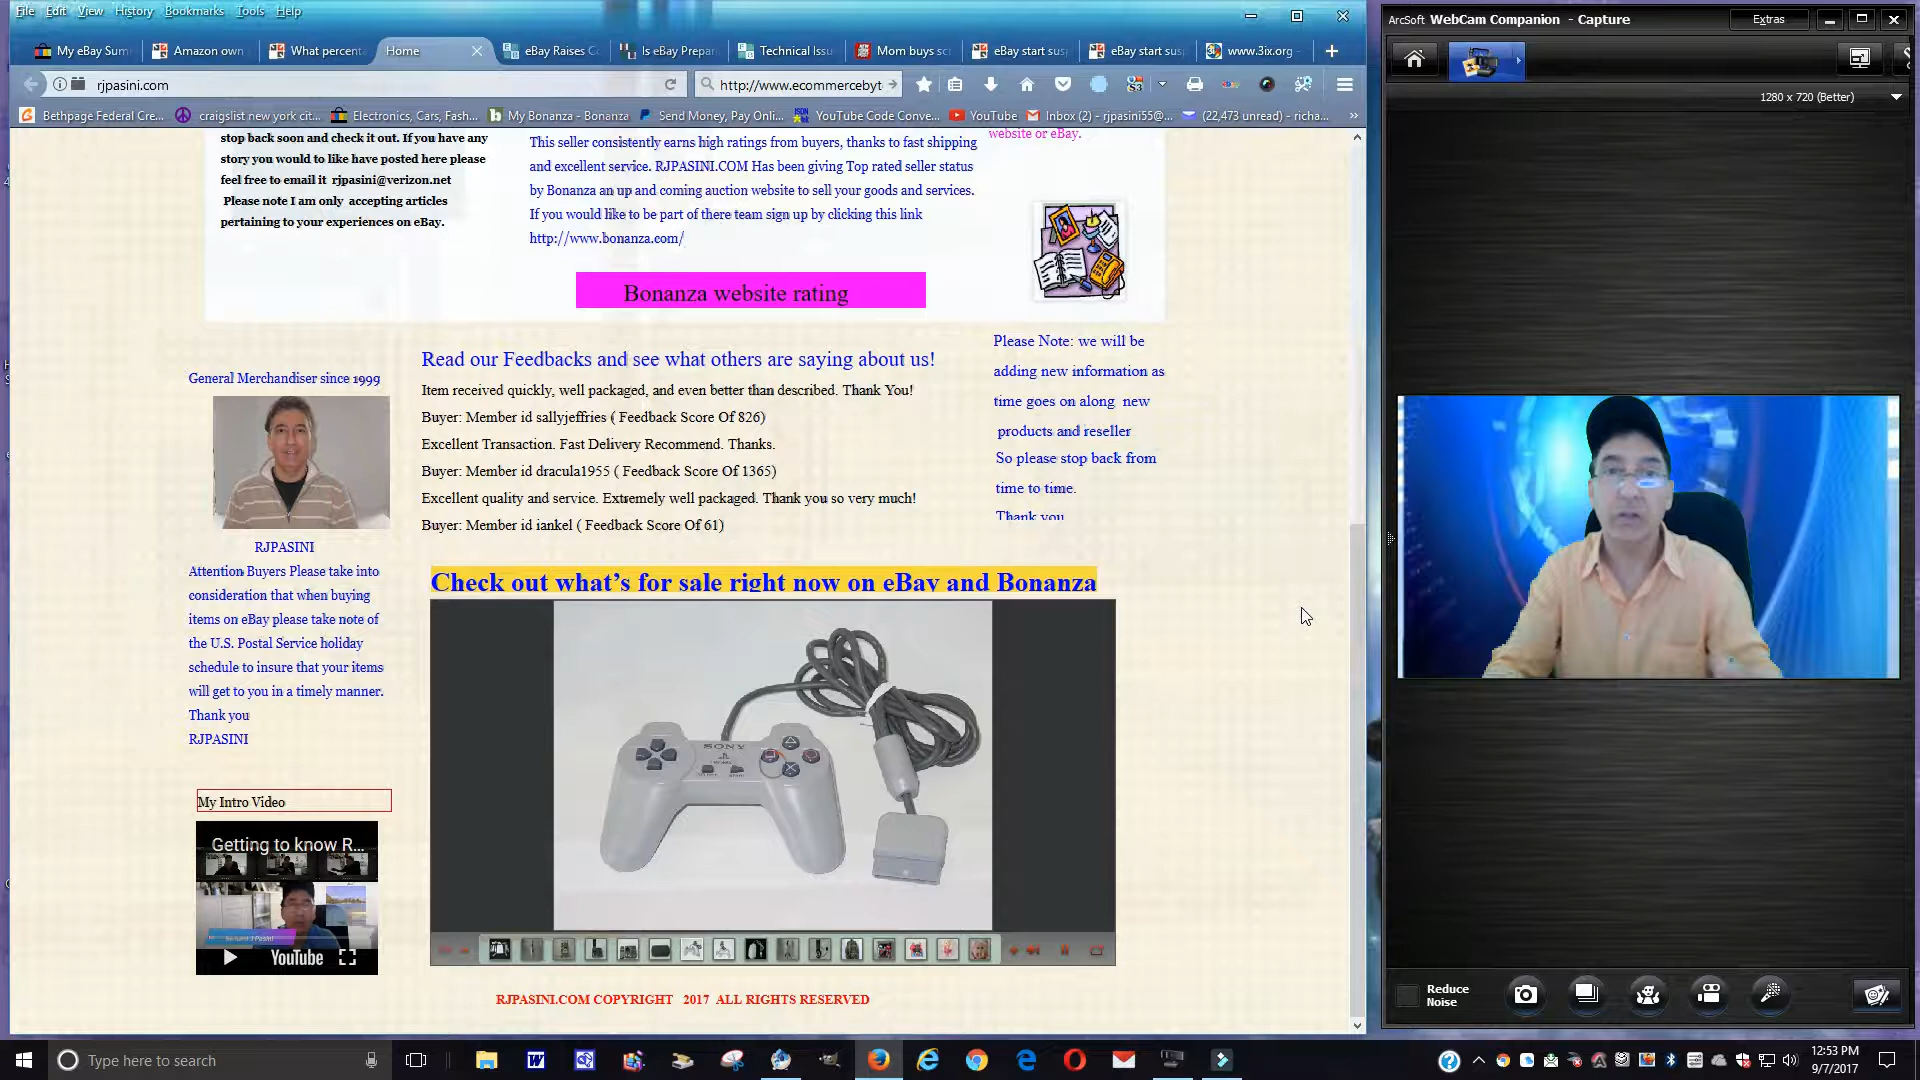 File Edit View History Bookmarks Tools Help
ArcSoft WebCam Companion - Capture
Extras
My eBay Sum
Amazon own
What percent
Home
eBay Raises C
Is eBay Prepar
Technical Issu
Mom buys sc
eBay start sus
eBay start sus
www.3ix.org
rjpasini.com
http://www.ecommercebyt
1280 x 720 (Better)
Bethpage Federal Cre...
craigslist new york cit...
Electronics, Cars, Fash...
My Bonanza - Bonanza
Send Money, Pay Onli...
YouTube Code Conve...
YouTube
Inbox (2) - rjpasini55@...
(22,473 unread) - richa...
stop back soon and check it out. If you have any
story you would to like have posted here please
feel free to email it rjpasini@verizon.net
Please note I am only accepting articles
pertaining to your experiences on eBay.
This seller consistently earns high ratings from buyers, thanks to fast shipping
and excellent service. RJPASINI.COM Has been giving Top rated seller status
by Bonanza an up and coming auction website to sell your goods and services.
If you would like to be part of there team sign up by clicking this link
http://www.bonanza.com/
website or eBay.
Bonanza website rating
General Merchandiser since 1999
RJPASINI
Attention Buyers Please take into
consideration that when buying
items on eBay please take note of
the U.S. Postal Service holiday
schedule to insure that your items
will get to you in a timely manner.
Thank you
RJPASINI
My Intro Video
Getting to know R...
YouTube
Read our Feedbacks and see what others are saying about us!
Item received quickly, well packaged, and even better than described. Thank You!
Buyer: Member id sallyjeffries ( Feedback Score Of 826)
Excellent Transaction. Fast Delivery Recommend. Thanks.
Buyer: Member id dracula1955 ( Feedback Score Of 1365)
Excellent quality and service. Extremely well packaged. Thank you so very much!
Buyer: Member id iankel ( Feedback Score Of 61)
Please Note: we will be
adding new information as
time goes on along new
products and reseller
So please stop back from
time to time.
Thank you
Check out what's for sale right now on eBay and Bonanza
SONY
RJPASINI.COM COPYRIGHT 2017 ALL RIGHTS RESERVED
Reduce
Noise
Type here to search
12:53 PM
9/7/2017